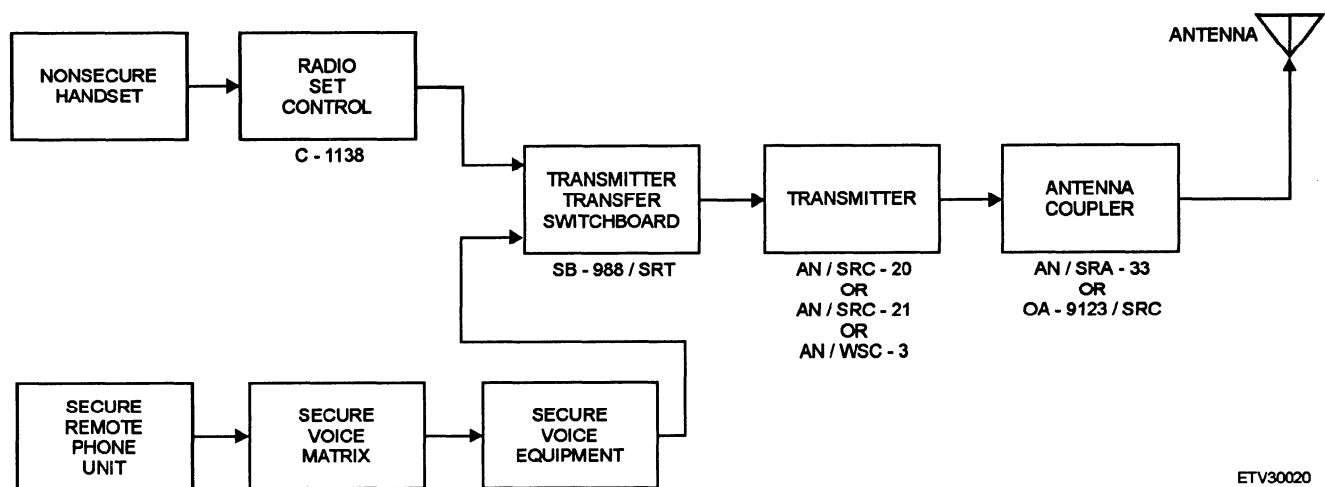 ANTENNA
NONSECURE
HANDSET
RADIO
SET
CONTROL
C - 1138
TRANSMITTER
TRANSFER
SWITCHBOARD
SB - 988 / SRT
TRANSMITTER
AN / SRC - 20
OR
AN / SRC - 21
OR
AN / WSC - 3
ANTENNA
COUPLER
AN / SRA - 33
OR
OA - 9123 / SRC
SECURE
REMOTE
PHONE
UNIT
SECURE
VOICE
MATRIX
SECURE
VOICE
EQUIPMENT
ETV30020